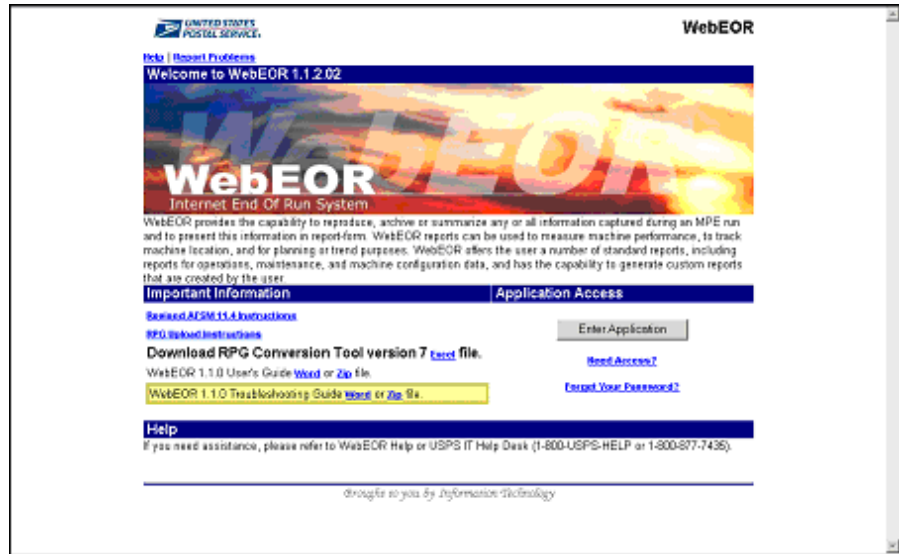 UNITED STATES
POSTAL SERVICE.
WebEOR
Help | Report Problems
Welcome to WebEOR 1.1.2.02
WebEOR
WebEOR
Internet End Of Run System
WebEOR provides the capability to reproduce, archive or summarize any or all information captured during an MPE run
and to present this information in report-form. WebEOR reports can be used to measure machine performance, to track
machine location, and for planning or trend purposes. WebEOR offers the user a number of standard reports, including
reports for operations, maintenance, and machine configuration data, and has the capability to generate custom reports
that are created by the user.
Important Information
Application Access
Revised AFSM 11.4 Instructions
RPG Upload Instructions
Download RPG Conversion Tool version 7 Excel file.
WebEOR 1.1.0 User's Guide Word or Zip file.
WebEOR 1.1.0 Troubleshooting Guide Word or Zip file.
Enter Application
Need Access?
Forgot Your Password?
Help
If you need assistance, please refer to WebEOR Help or USPS IT Help Desk (1-800-USPS-HELP or 1-800-877-7435).
Brought to you by Information Technology